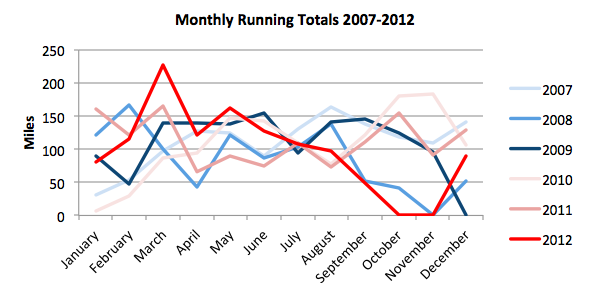 Monthly Running Totals 2007-2012
Miles
250
200
150
100
50
0
January
February
March
April
May
June
July
August
September
October
November
December
2007
2008
2009
2010
2011
2012